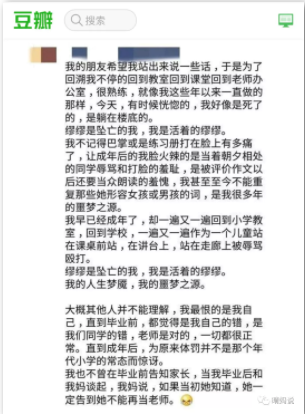 豆瓣
搜索
我的朋友希望我站出来说一些话，于是为了
回溯我不停的回到教室回到课堂回到老师办
公室，很熟练，就像我这些年以来一直做的
那样，今天，有时候恍惚的，我好像是死了
的，是躺在楼底的。
缪缪是坠亡的我，我是活着的缪缪。
我不记得巴掌或是练习册打在脸上有多痛
了，让成年后的我脸火辣的是当着朝夕相处
的同学辱骂和打脸的羞耻，是被评价作文以
后还要当众朗读的羞愧，我甚至至今不能重
复那些她形容女孩或男孩的词，是我很多年
的噩梦之源。
我早已经成年了，却一遍又一遍回到小学教
室，回到学校，一遍又一遍作为一个儿童站
在课桌前站，在讲台上，站在走廊上被辱骂
殴打。
缪缪是坠亡的我，我是活着的缪缪。
我的人生梦魇，我的噩梦之源。
大概其他人并不能理解，我最恨的是我自
己，直到毕业前，都觉得是我自己的错，是
我们同学的错，老师是对的，一切都很正
常。直到成年后，为原来体罚并不是那个年
代小学的常态而惊讶。
我也不曾在毕业前告知家长，当我毕业后和
我妈谈起，我妈说，如果当初她知道，她一
定告到她不能再当老师。